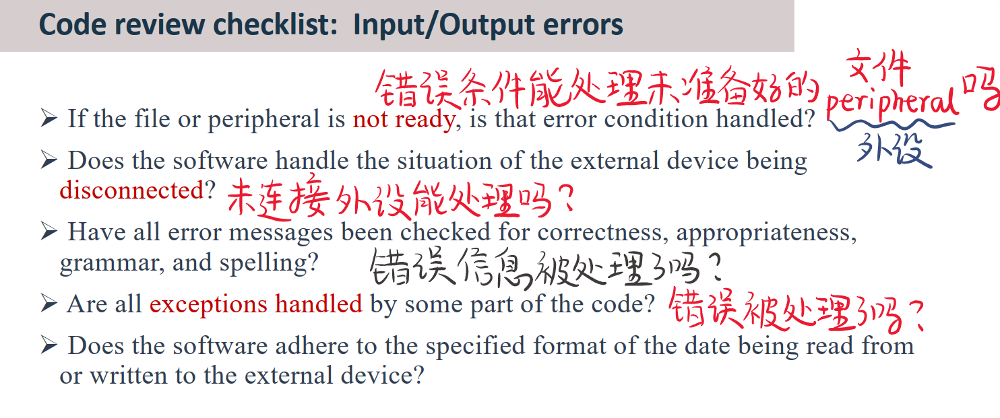 Code review checklist: Input/Output errors
错误条件能处理未准备好的 文件
peripheral 吗
➢ If the file or peripheral is not ready, is that error condition handled?
外设
➢ Does the software handle the situation of the external device being
disconnected? 未连接外设能处理吗?
➢ Have all error messages been checked for correctness, appropriateness,
grammar, and spelling? 错误信息被处理了吗?
➢ Are all exceptions handled by some part of the code? 错误被处理了吗?
➢ Does the software adhere to the specified format of the date being read from
or written to the external device?